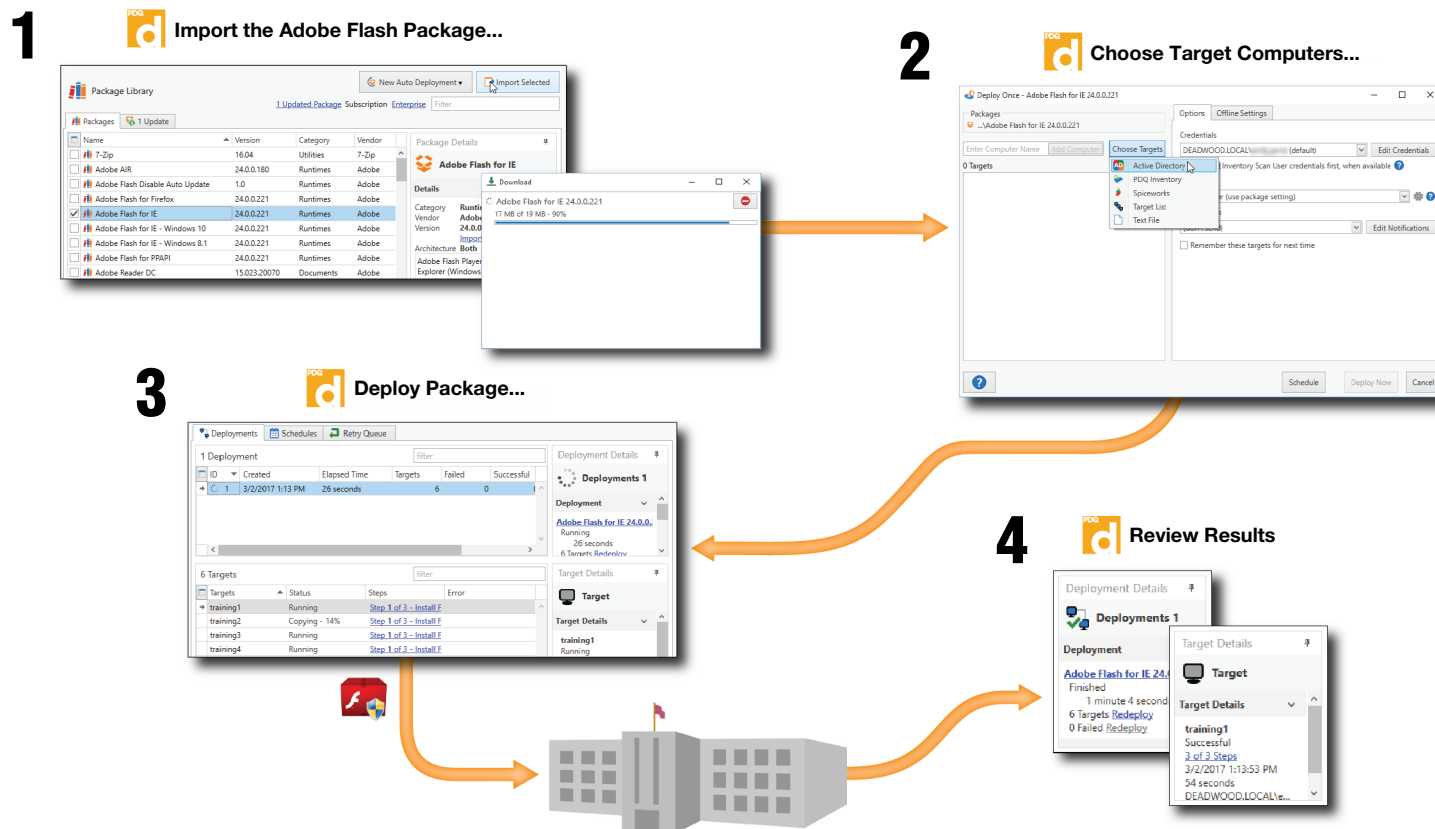 1
PDQ
d
Import the Adobe Flash Package...
Package Library
New Auto Deployment
Import Selected
1 Updated Package Subscription Enterprise Filter
Packages 1 Update
Name Version Category Vendor
7-Zip 16.04 Utilities 7-Zip
Adobe AIR 24.0.0.180 Runtimes Adobe
Adobe Flash Disable Auto Update 1.0 Runtimes Adobe
Adobe Flash for Firefox 24.0.0.221 Runtimes Adobe
Adobe Flash for IE 24.0.0.221 Runtimes Adobe
Adobe Flash for IE - Windows 10 24.0.0.221 Runtimes Adobe
Adobe Flash for IE - Windows 8.1 24.0.0.221 Runtimes Adobe
Adobe Flash for PPAPI 24.0.0.221 Runtimes Adobe
Adobe Reader DC 15.023.20070 Documents Adobe
Package Details
Adobe Flash for IE
Details
Category Runti
Vendor Adobe
Version 24.0.0
Import
Architecture Both
Adobe Flash Player
Explorer (Windows
Download
Adobe Flash for IE 24.0.0.221
17 MB of 19 MB - 90%
2
PDQ
d
Choose Target Computers...
Deploy Once - Adobe Flash for IE 24.0.0.221
Packages
...\Adobe Flash for IE 24.0.0.221
Enter Computer Name Add Computer Choose Targets
0 Targets
AD Active Directory
PDQ Inventory
Spiceworks
Target List
Text File
Options Offline Settings
Credentials
DEADWOOD.LOCAL\ (default) Edit Credentials
Inventory Scan User credentials first, when available
(use package setting)
Edit Notifications
Remember these targets for next time
Schedule Deploy Now Cancel
3
PDQ
d
Deploy Package...
Deployments Schedules Retry Queue
1 Deployment filter
ID Created Elapsed Time Targets Failed Successful
1 3/2/2017 1:13 PM 26 seconds 6 0
Deployment Details
Deployments 1
Deployment
Adobe Flash for IE 24.0.0.
Running
26 seconds
6 Targets Redeploy
6 Targets filter
Targets Status Steps Error
training1 Running Step 1 of 3 - Install F
training2 Copying - 14% Step 1 of 3 - Install F
training3 Running Step 1 of 3 - Install F
training4 Running Step 1 of 3 - Install F
Target Details
Target
Target Details
training1
Running
4
PDQ
d
Review Results
Deployment Details
Deployments 1
Deployment
Adobe Flash for IE 24.
Finished
1 minute 4 second
6 Targets Redeploy
0 Failed Redeploy
Target Details
Target
Target Details
training1
Successful
3 of 3 Steps
3/2/2017 1:13:53 PM
54 seconds
DEADWOOD.LOCAL\e...